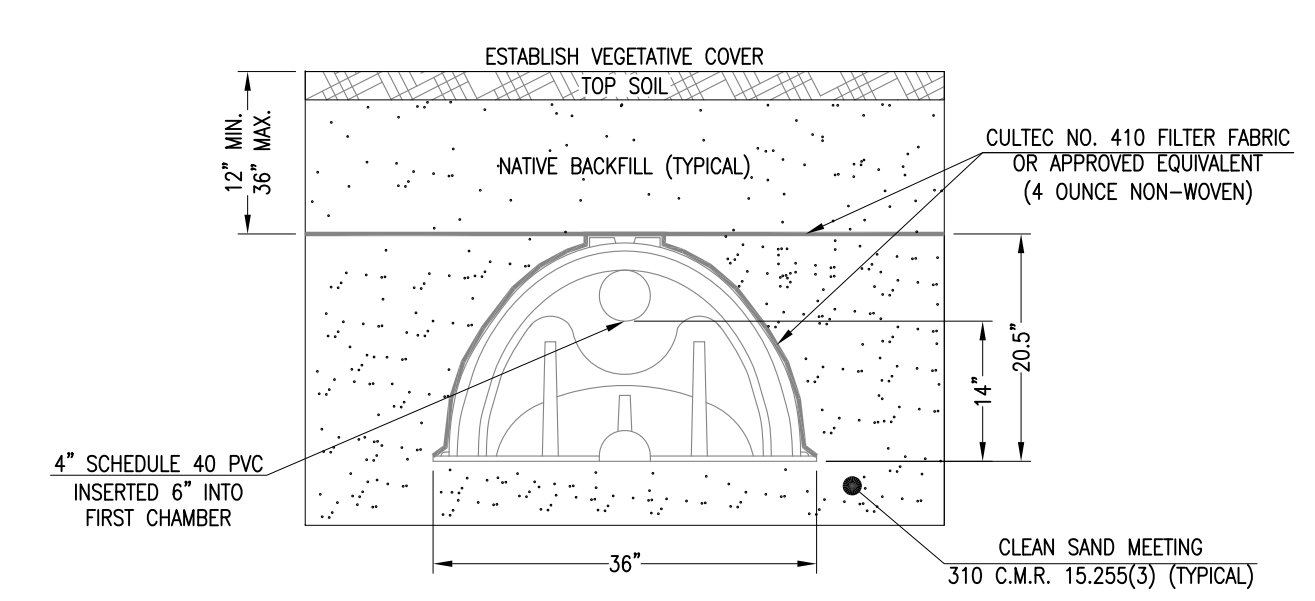 ESTABLISH VEGETATIVE COVER
TOP SOIL
12" MIN.
36" MAX.
NATIVE BACKFILL (TYPICAL)
CULTEC NO. 410 FILTER FABRIC
OR APPROVED EQUIVALENT
(4 OUNCE NON-WOVEN)
20.5"
14"
4" SCHEDULE 40 PVC
INSERTED 6" INTO
FIRST CHAMBER
36"
CLEAN SAND MEETING
310 C.M.R. 15.255(3) (TYPICAL)